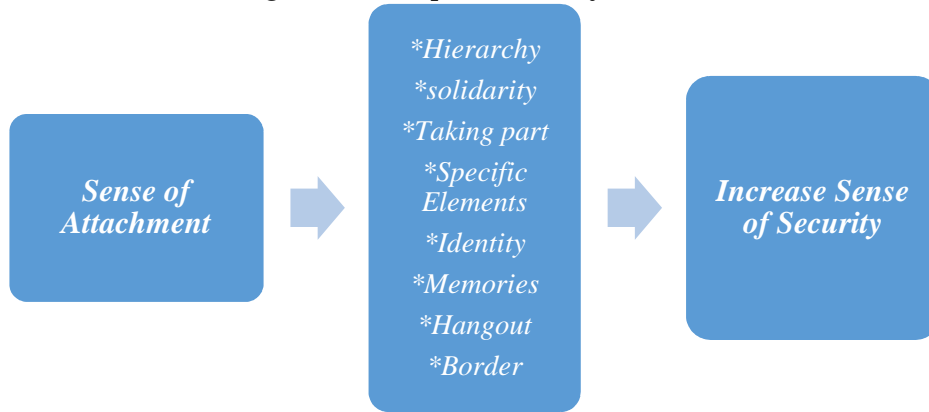 Sense of
Attachment
*Hierarchy
*solidarity
*Taking part
*Specific
Elements
*Identity
*Memories
*Hangout
*Border
Increase Sense
of Security